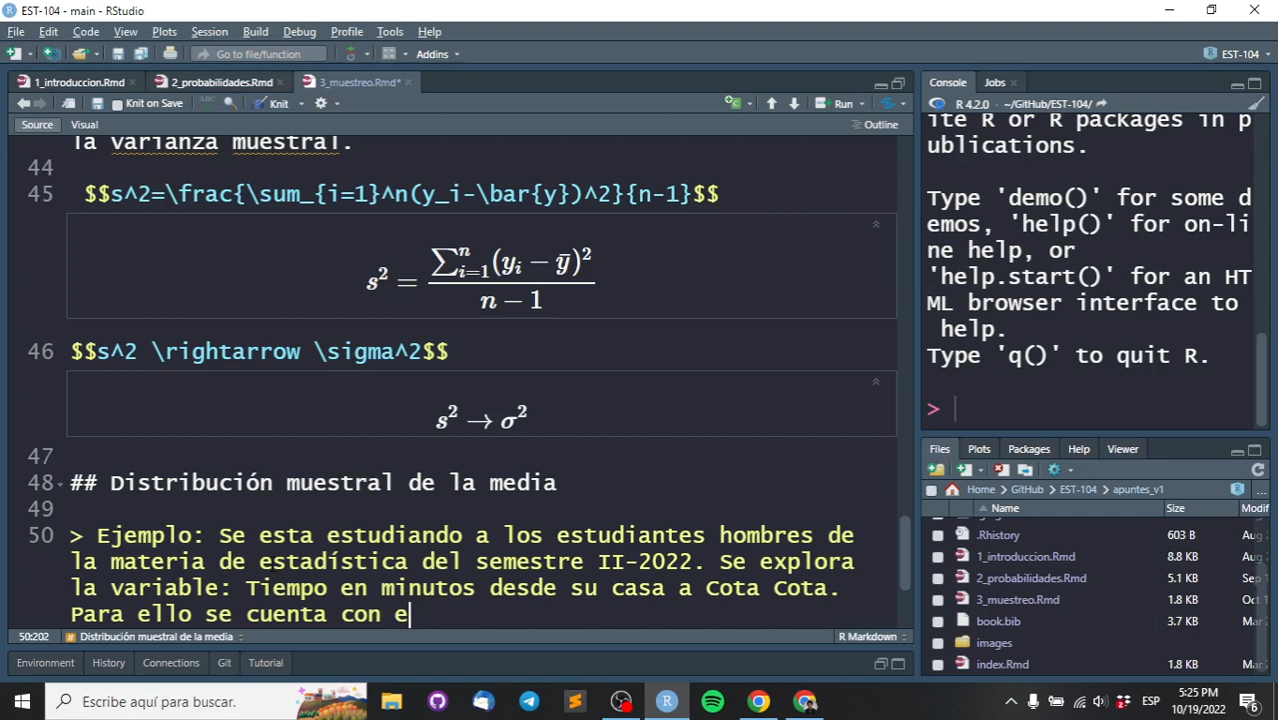 EST-104 - main - RStudio
File Edit Code View Plots Session Build Debug Profile Tools Help
Go to file/function Addins EST-104
1_introduccion.Rmd 2_probabilidades.Rmd 3_muestreo.Rmd*
Knit on Save ABC Knit Run
Source Visual Outline
la varianza muestral.
44
45 $$s^2=\frac{\sum_{i=1}^n(y_i-\bar{y})^2}{n-1}$$
s² = ∑ⁿᵢ₌₁(yᵢ − ȳ)²
n − 1
46 $$s^2 \rightarrow \sigma^2$$
s² → σ²
47
48 ## Distribución muestral de la media
49
50 > Ejemplo: Se esta estudiando a los estudiantes hombres de
la materia de estadística del semestre II-2022. Se explora
la variable: Tiempo en minutos desde su casa a Cota Cota.
Para ello se cuenta con e
50:202 # Distribución muestral de la media R Markdown
Console Jobs
R 4.2.0 · ~/GitHub/EST-104/
ite R or R packages in p
ublications.
Type 'demo()' for some d
emos, 'help()' for on-li
ne help, or
'help.start()' for an HT
ML browser interface to
help.
Type 'q()' to quit R.
>
Files Plots Packages Help Viewer
Home GitHub EST-104 apuntes_v1 ...
Name Size Modif
.Rhistory 603 B Aug
1_introduccion.Rmd 8.8 KB Aug
2_probabilidades.Rmd 5.1 KB Sep
3_muestreo.Rmd 1.8 KB Oct
book.bib 3.7 KB Mar
images
index.Rmd 2.2 KB Mar
Environment History Connections Git Tutorial
Escribe aquí para buscar. ESP 5:25 PM
10/19/2022 6